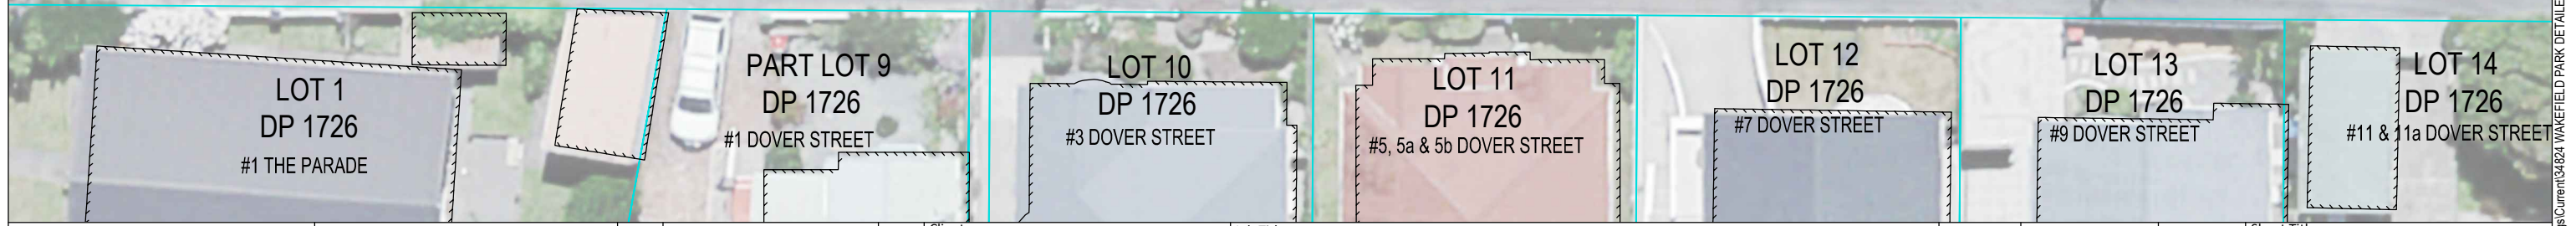 LOT 1
DP 1726
#1 THE PARADE
PART LOT 9
DP 1726
#1 DOVER STREET
LOT 10
DP 1726
#3 DOVER STREET
LOT 11
DP 1726
#5, 5a & 5b DOVER STREET
LOT 12
DP 1726
#7 DOVER STREET
LOT 13
DP 1726
#9 DOVER STREET
LOT 14
DP 1726
#11 & 11a DOVER STREET
s\Current\34824 WAKEFIELD PARK DETAILE